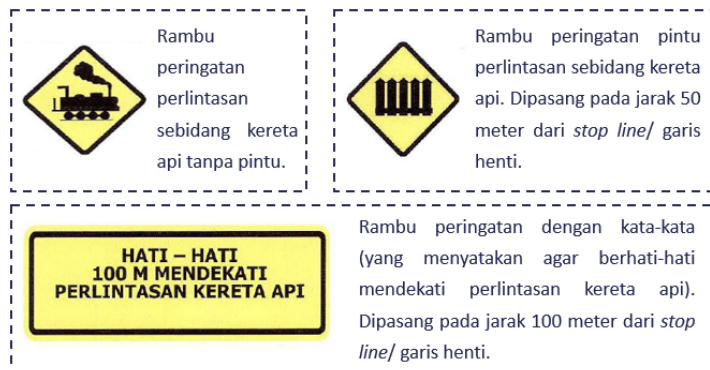 Rambu
peringatan
perlintasan
sebidang kereta
api tanpa pintu.
Rambu peringatan pintu
perlintasan sebidang kereta
api. Dipasang pada jarak 50
meter dari stop line/ garis
henti.
HATI – HATI
100 M MENDEKATI
PERLINTASAN KERETA API
Rambu peringatan dengan kata-kata
(yang menyatakan agar berhati-hati
mendekati perlintasan kereta api).
Dipasang pada jarak 100 meter dari stop
line/ garis henti.